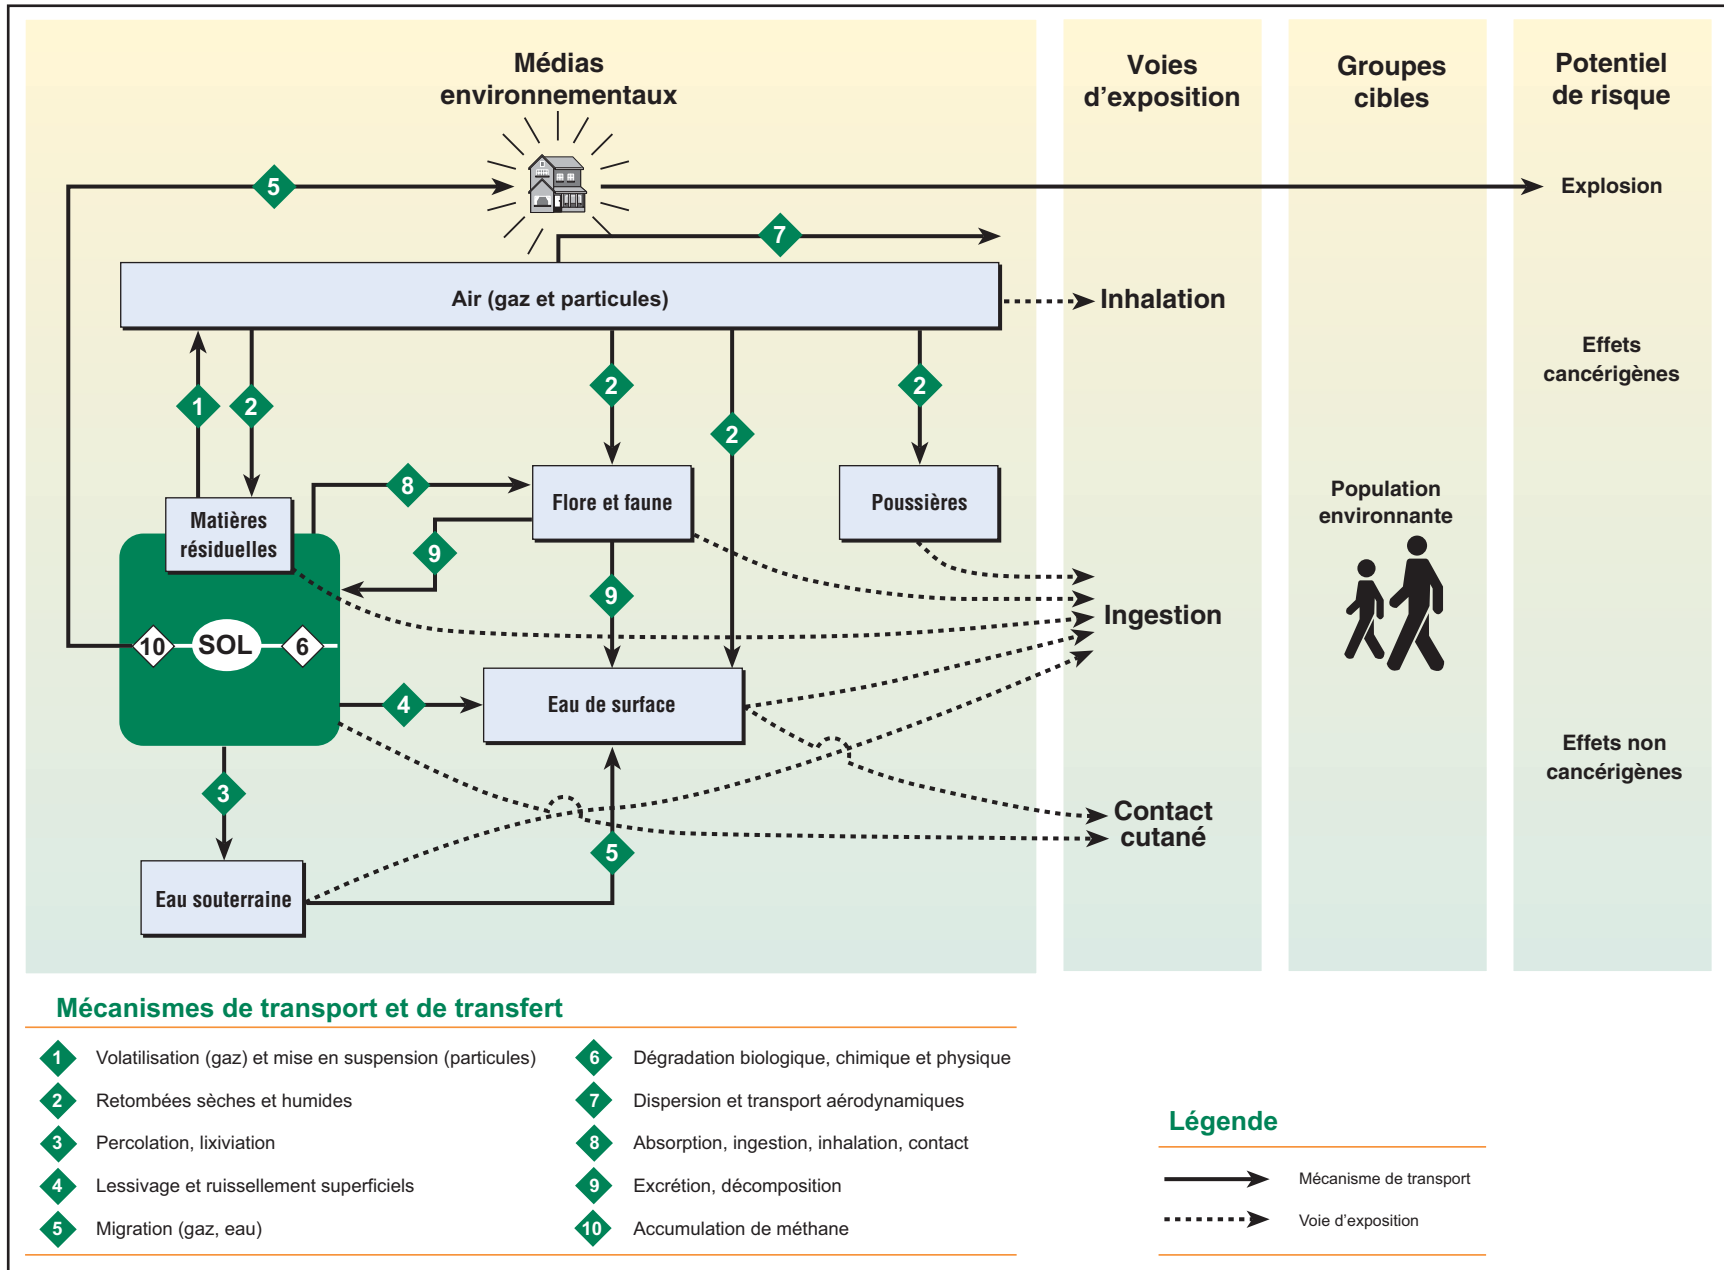 Médias
environnementaux
Voies
d'exposition
Groupes
cibles
Potentiel
de risque
5
Explosion
7
Air (gaz et particules)
Inhalation
Effets
cancérigènes
1
2
2
2
2
8
Flore et faune
Poussières
Population
environnante
Matières
résiduelles
9
9
Ingestion
10
SOL
6
4
Eau de surface
Effets non
cancérigènes
3
Contact
cutané
5
Eau souterraine
Mécanismes de transport et de transfert
1 Volatilisation (gaz) et mise en suspension (particules)
2 Retombées sèches et humides
3 Percolation, lixiviation
4 Lessivage et ruissellement superficiels
5 Migration (gaz, eau)
6 Dégradation biologique, chimique et physique
7 Dispersion et transport aérodynamiques
8 Absorption, ingestion, inhalation, contact
9 Excrétion, décomposition
10 Accumulation de méthane
Légende
Mécanisme de transport
Voie d'exposition